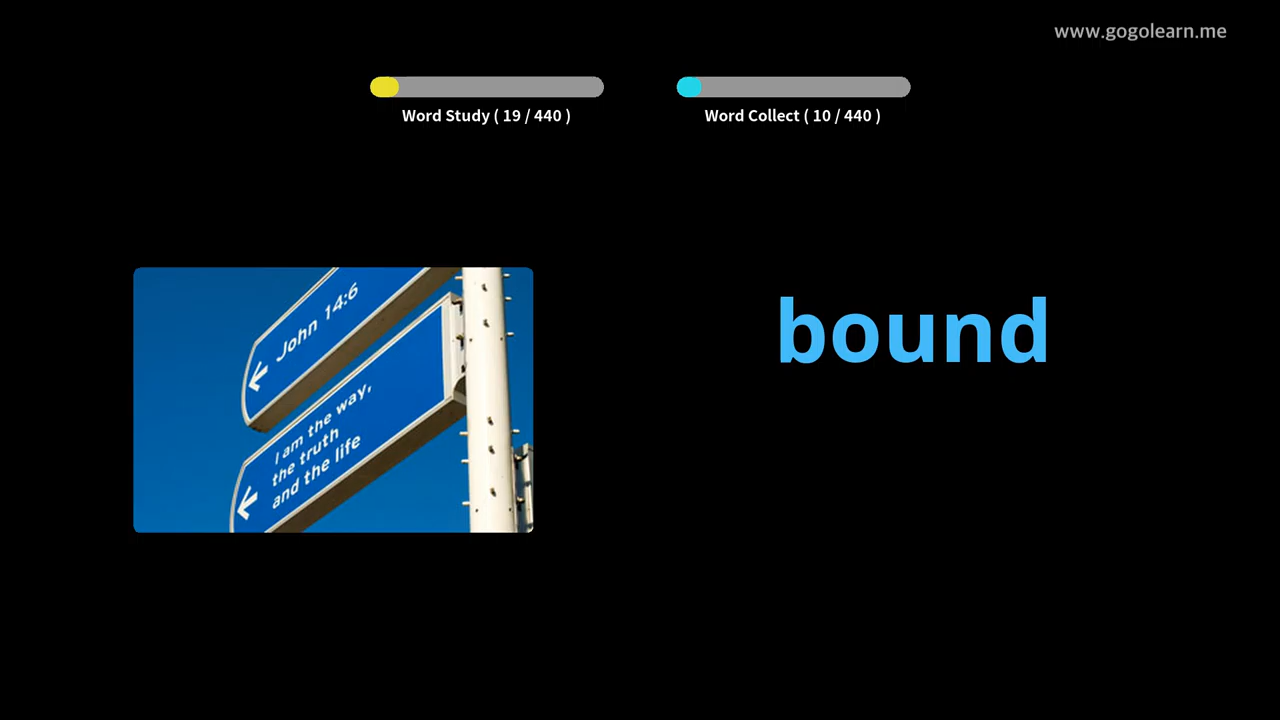 www.gogolearn.me
Word Study ( 19 / 440 )
Word Collect ( 10 / 440 )
John 14:6
I am the way,
the truth
and the life
bound